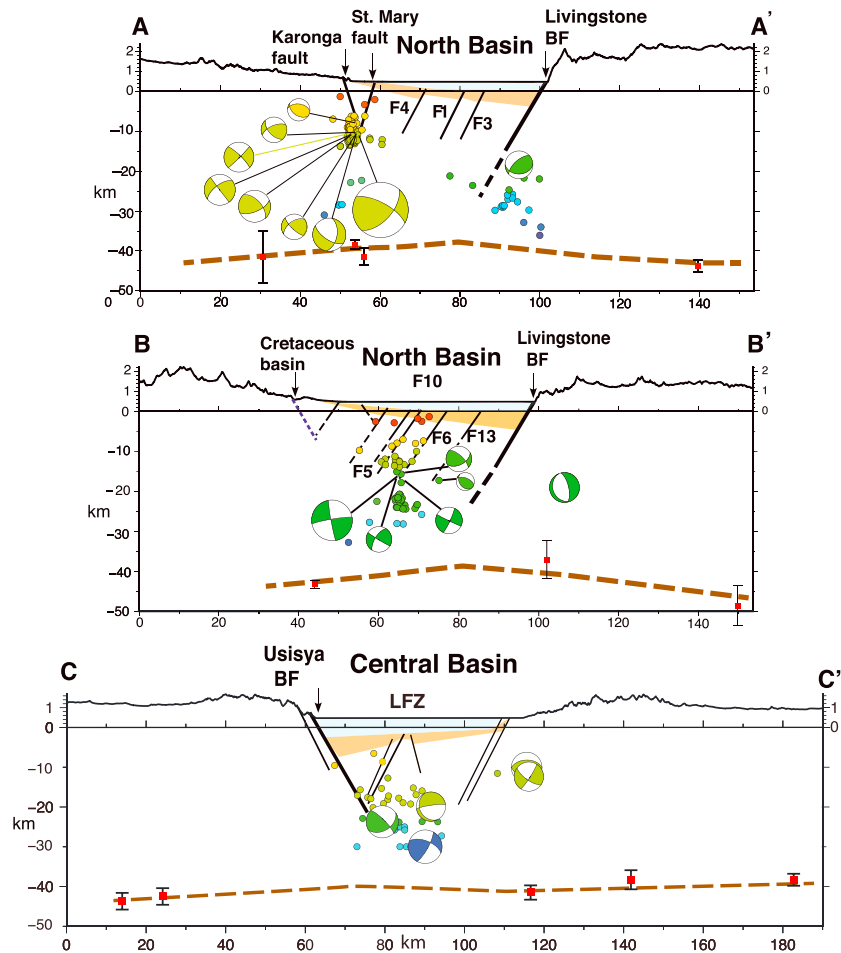 A
Karonga
fault
St. Mary
fault
North Basin
Livingstone
BF
A'
2
1
0
2
1
0
F4
F1
F3
−10
−20
km
−30
−40
−50
0
0
20
40
60
80
100
120
140
B
Cretaceous
basin
North Basin
F10
Livingstone
BF
B'
2
1
0
2
1
0
F6
F13
F5
−10
−20
km
−30
−40
−50
0
20
40
60
80
100
120
140
C
Usisya
BF
Central Basin
LFZ
C'
1
0
1
0
−10
−20
km
−30
−40
−50
0
20
40
60
80
km
100
120
140
160
180